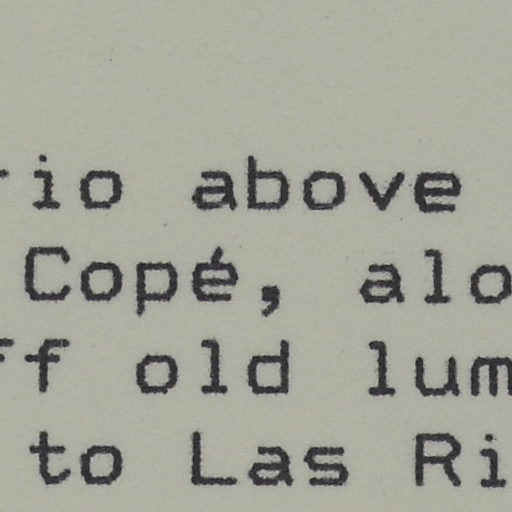 rio above
Copé, alo
ff old lum
to Las Ri